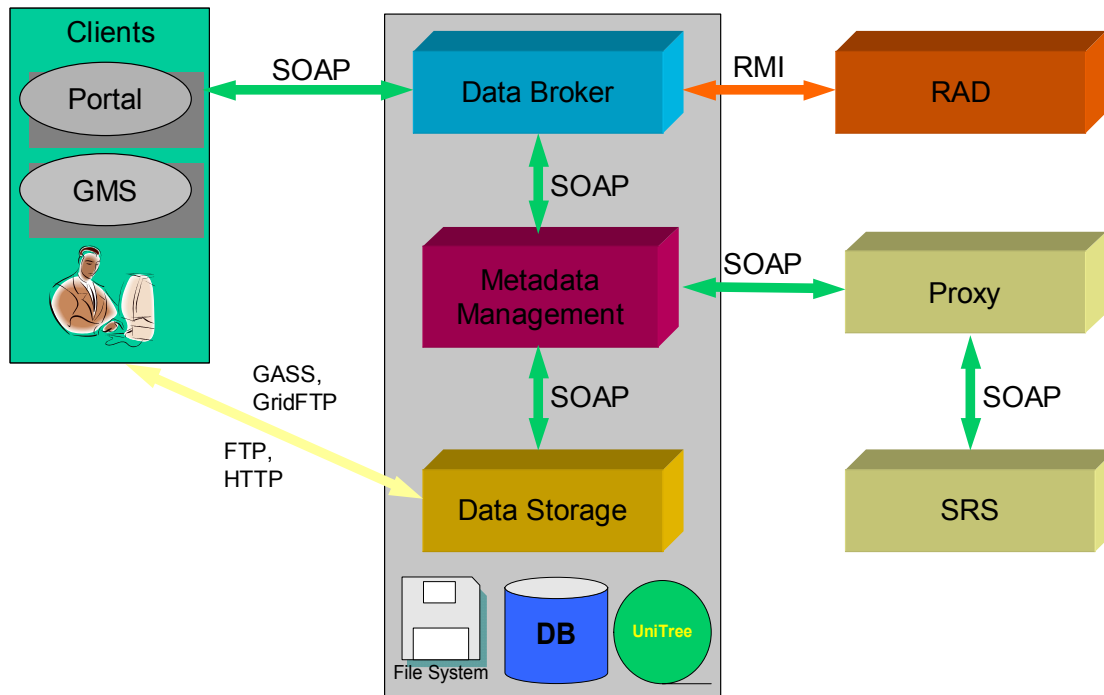 Clients
Portal
GMS
SOAP
Data Broker
RMI
RAD
SOAP
Metadata
Management
SOAP
Proxy
SOAP
SOAP
GASS,
GridFTP
FTP,
HTTP
Data Storage
SRS
File System
DB
UniTree